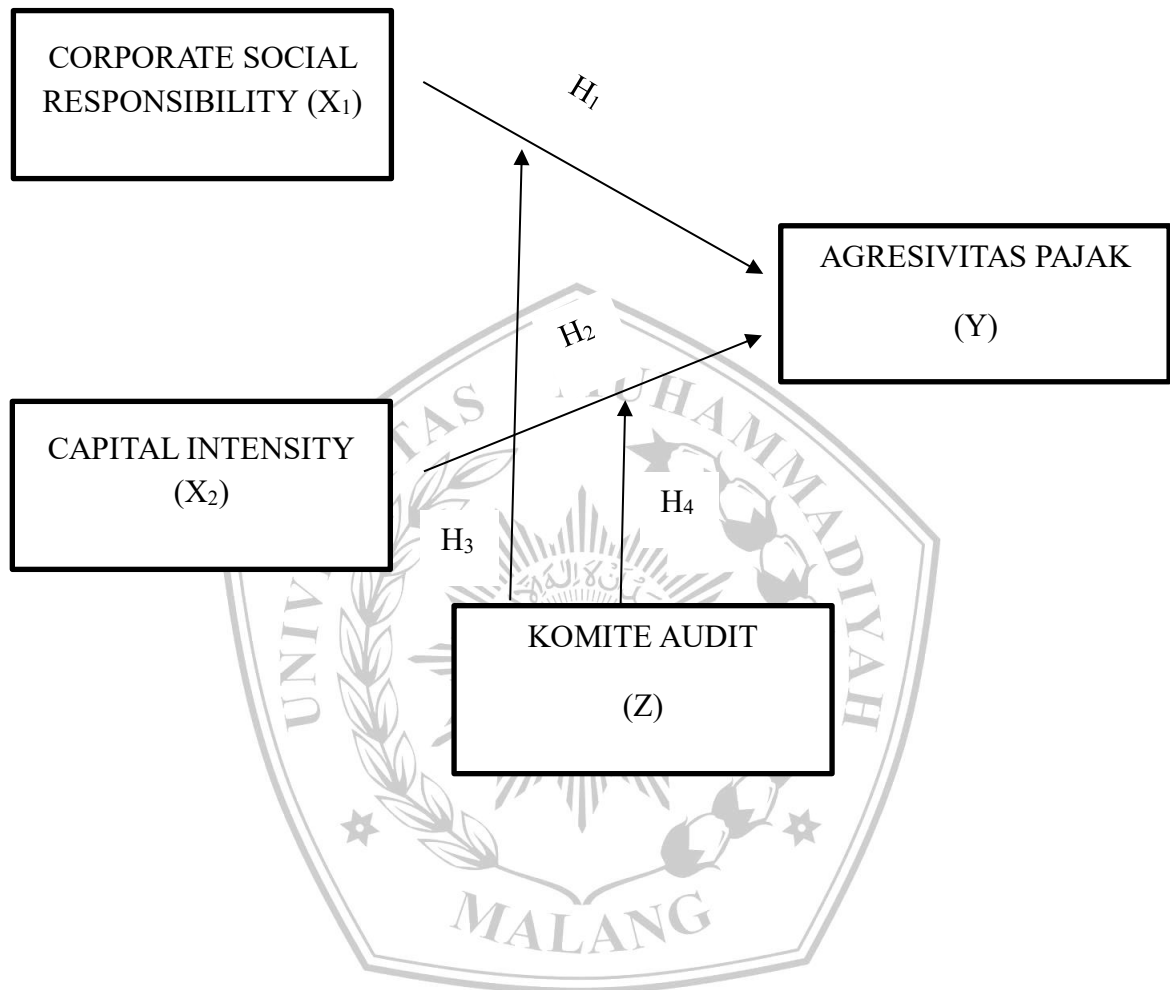 CORPORATE SOCIAL
RESPONSIBILITY (X₁)
H₁
AGRESIVITAS PAJAK
(Y)
H₂
CAPITAL INTENSITY
(X₂)
H₃
H₄
KOMITE AUDIT
(Z)
MALANG